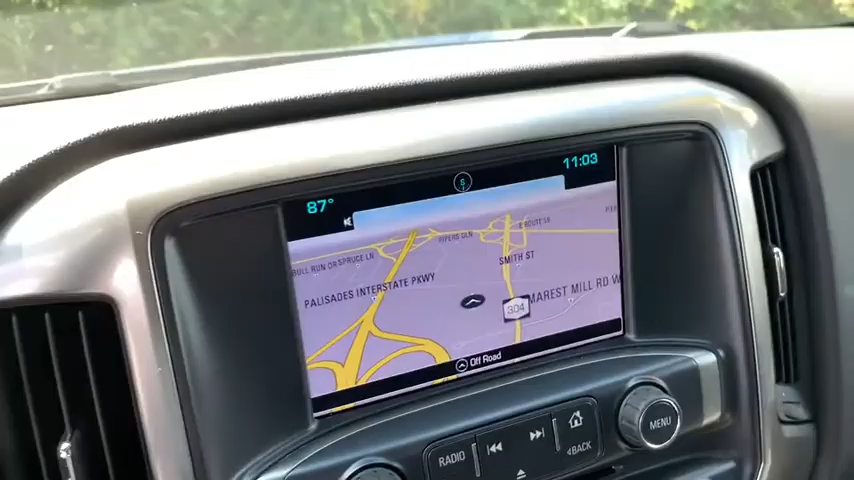 11:03
S
87°
E ROUTE LN
PIPERS GLN
BULL RUN OR SPRUCE LN
SMITH ST
PALISADES INTERSTATE PKWY
MAREST MILL RD W
304
Off Road
MENU
BACK
RADIO